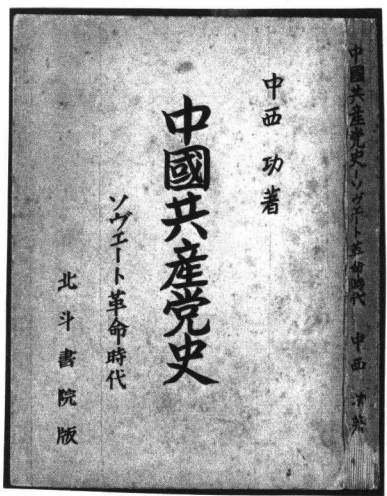 中國共産党史ーソヴエート革命時代 中西
中西 功著
中國共産党史
ソヴエート革命時代
北斗書院版